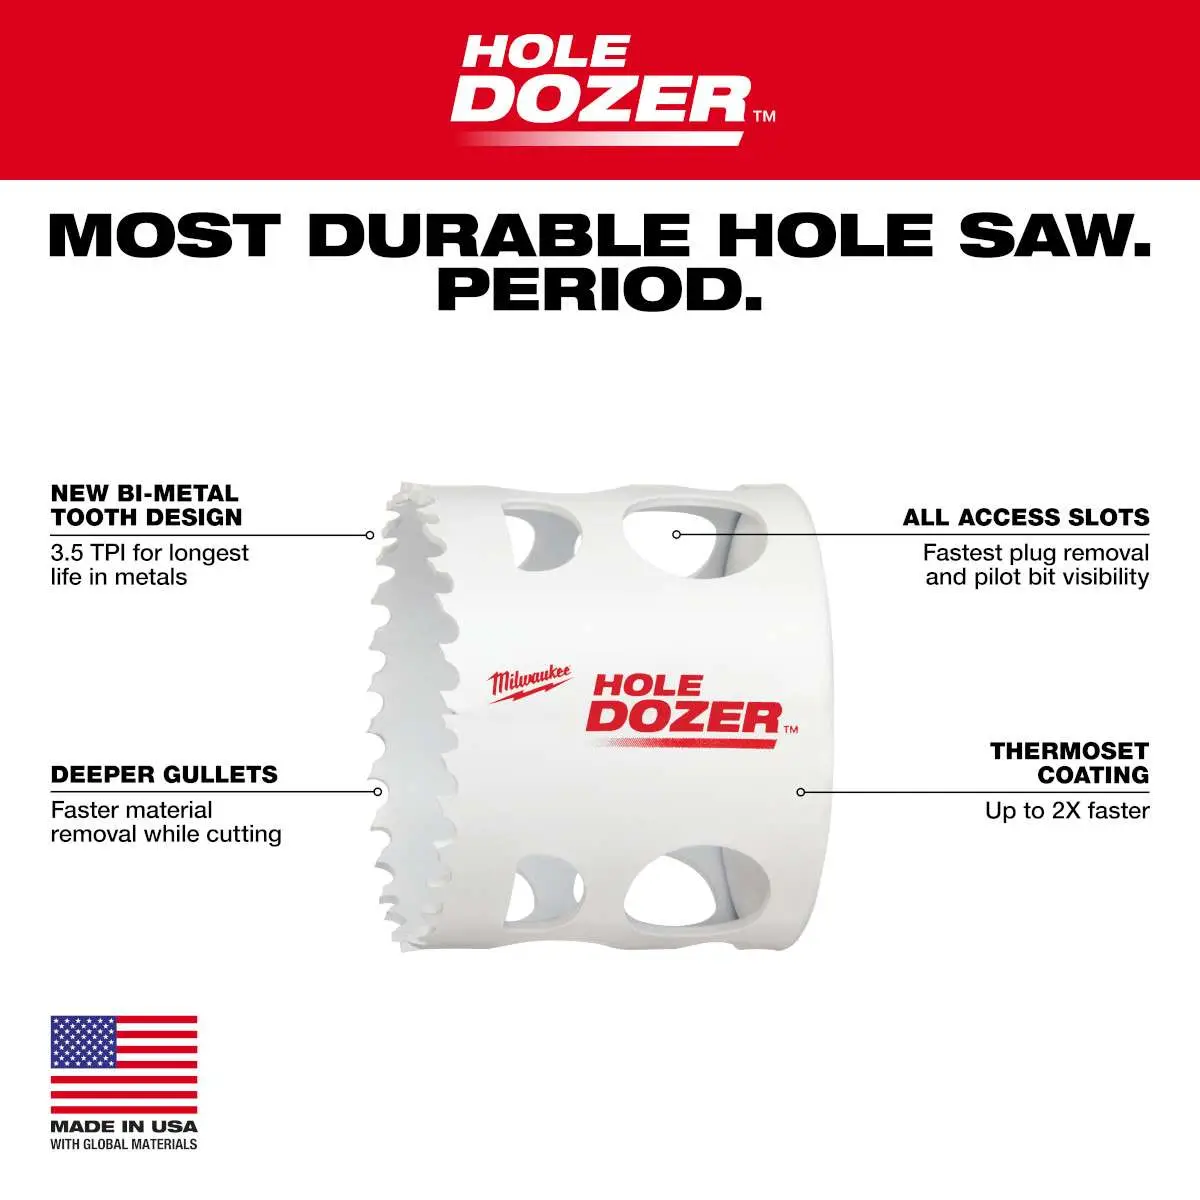 HOLE
DOZER™
MOST DURABLE HOLE SAW.
PERIOD.
NEW BI-METAL
TOOTH DESIGN
3.5 TPI for longest
life in metals
ALL ACCESS SLOTS
Fastest plug removal
and pilot bit visibility
Milwaukee
HOLE
DOZER™
DEEPER GULLETS
Faster material
removal while cutting
THERMOSET
COATING
Up to 2X faster
MADE IN USA
WITH GLOBAL MATERIALS